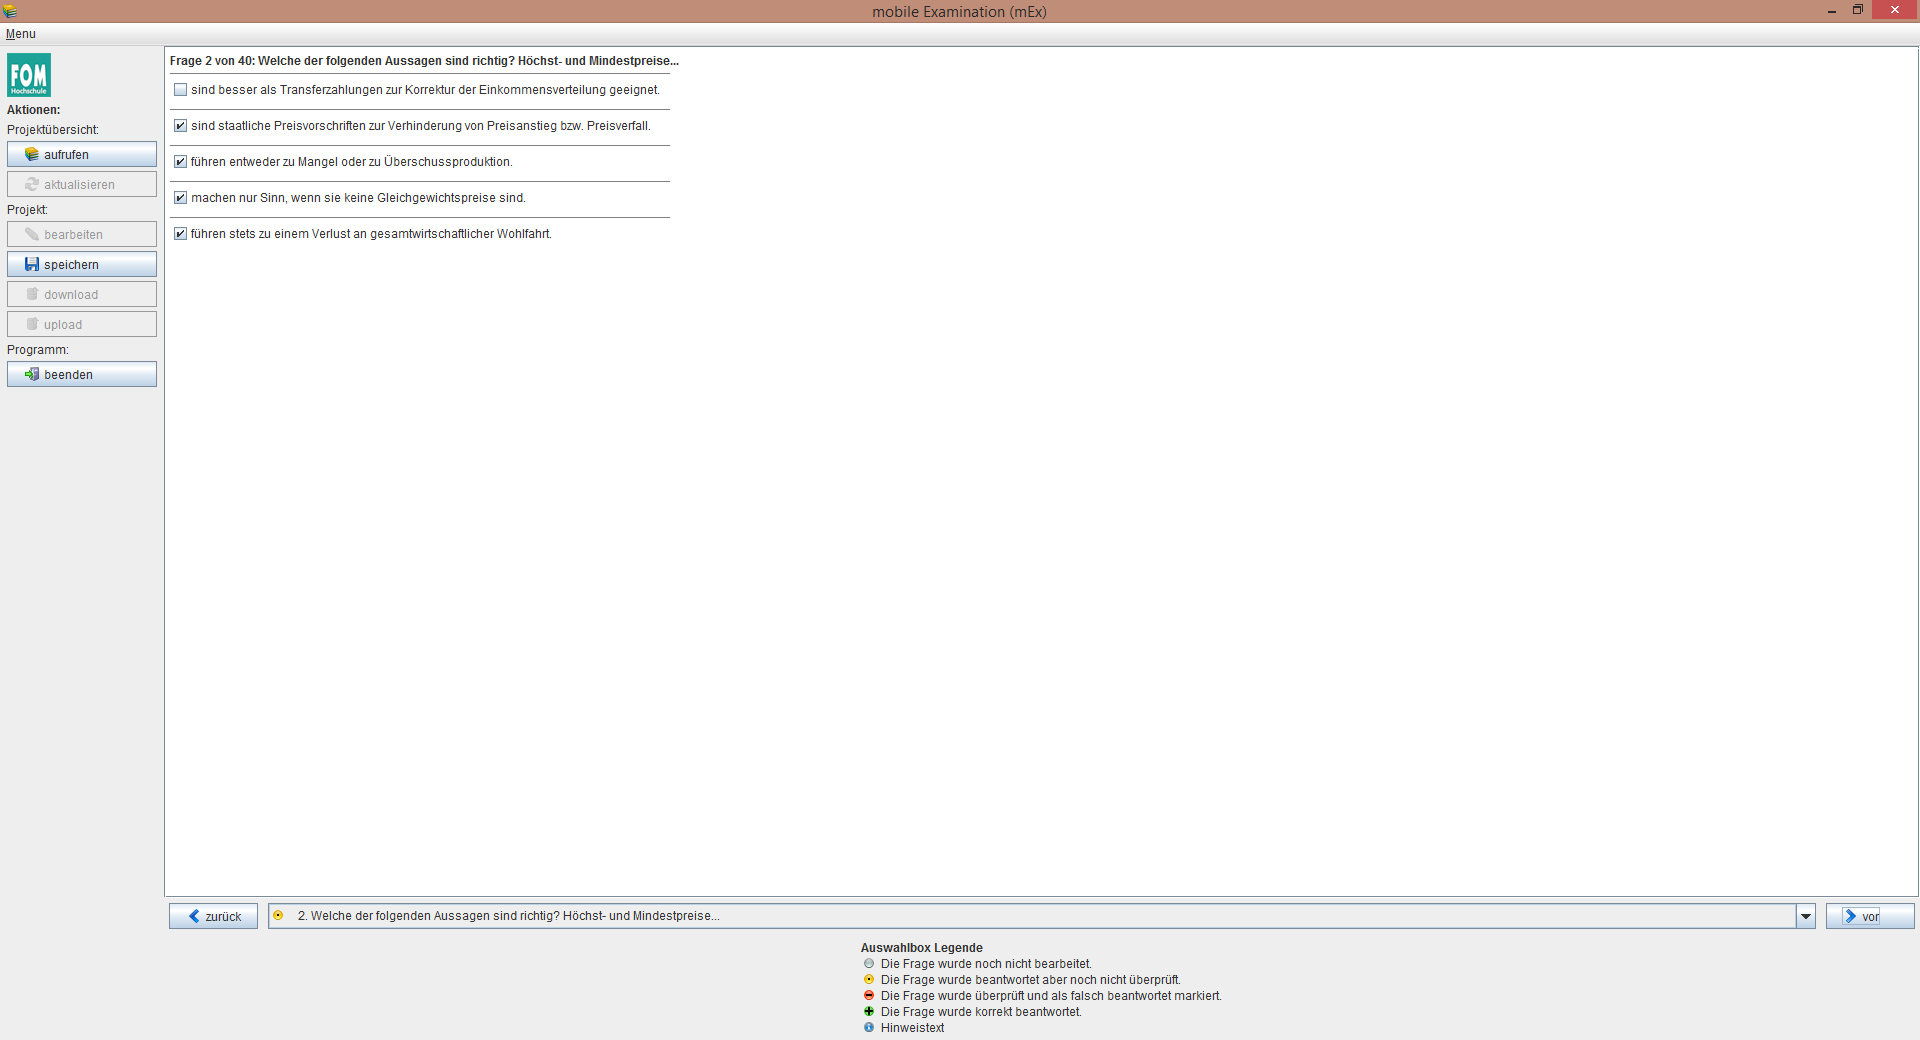 mobile Examination (mEx)
Menu
FOM
Hochschule
Aktionen:
Projektübersicht:
aufrufen
aktualisieren
Projekt:
bearbeiten
speichern
download
upload
Programm:
beenden
Frage 2 von 40: Welche der folgenden Aussagen sind richtig? Höchst- und Mindestpreise...
sind besser als Transferzahlungen zur Korrektur der Einkommensverteilung geeignet.
sind staatliche Preisvorschriften zur Verhinderung von Preisanstieg bzw. Preisverfall.
führen entweder zu Mangel oder zu Überschussproduktion.
machen nur Sinn, wenn sie keine Gleichgewichtspreise sind.
führen stets zu einem Verlust an gesamtwirtschaftlicher Wohlfahrt.
zurück
2. Welche der folgenden Aussagen sind richtig? Höchst- und Mindestpreise...
vor
Auswahlbox Legende
Die Frage wurde noch nicht bearbeitet.
Die Frage wurde beantwortet aber noch nicht überprüft.
Die Frage wurde überprüft und als falsch beantwortet markiert.
Die Frage wurde korrekt beantwortet.
Hinweistext